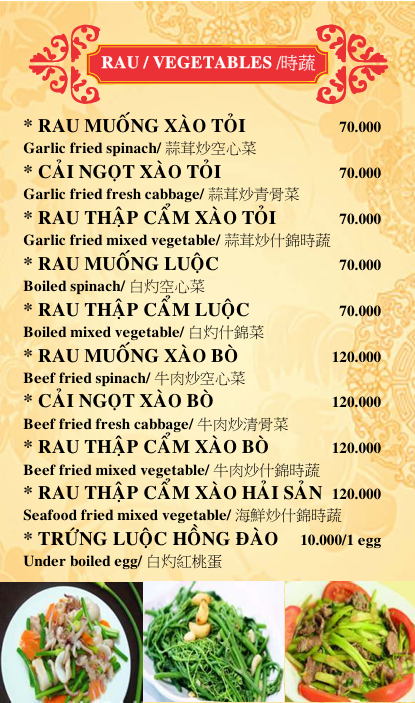 RAU / VEGETABLES /時蔬
* RAU MUỐNG XÀO TỎI 70.000
Garlic fried spinach/ 蒜茸炒空心菜
* CẢI NGỌT XÀO TỎI 70.000
Garlic fried fresh cabbage/ 蒜茸炒青骨菜
* RAU THẬP CẨM XÀO TỎI 70.000
Garlic fried mixed vegetable/ 蒜茸炒什錦時蔬
* RAU MUỐNG LUỘC 70.000
Boiled spinach/ 白灼空心菜
* RAU THẬP CẨM LUỘC 70.000
Boiled mixed vegetable/ 白灼什錦菜
* RAU MUỐNG XÀO BÒ 120.000
Beef fried spinach/ 牛肉炒空心菜
* CẢI NGỌT XÀO BÒ 120.000
Beef fried fresh cabbage/ 牛肉炒清骨菜
* RAU THẬP CẨM XÀO BÒ 120.000
Beef fried mixed vegetable/ 牛肉炒什錦時蔬
* RAU THẬP CẨM XÀO HẢI SẢN 120.000
Seafood fried mixed vegetable/ 海鮮炒什錦時蔬
* TRỨNG LUỘC HỒNG ĐÀO 10.000/1 egg
Under boiled egg/ 白灼紅桃蛋